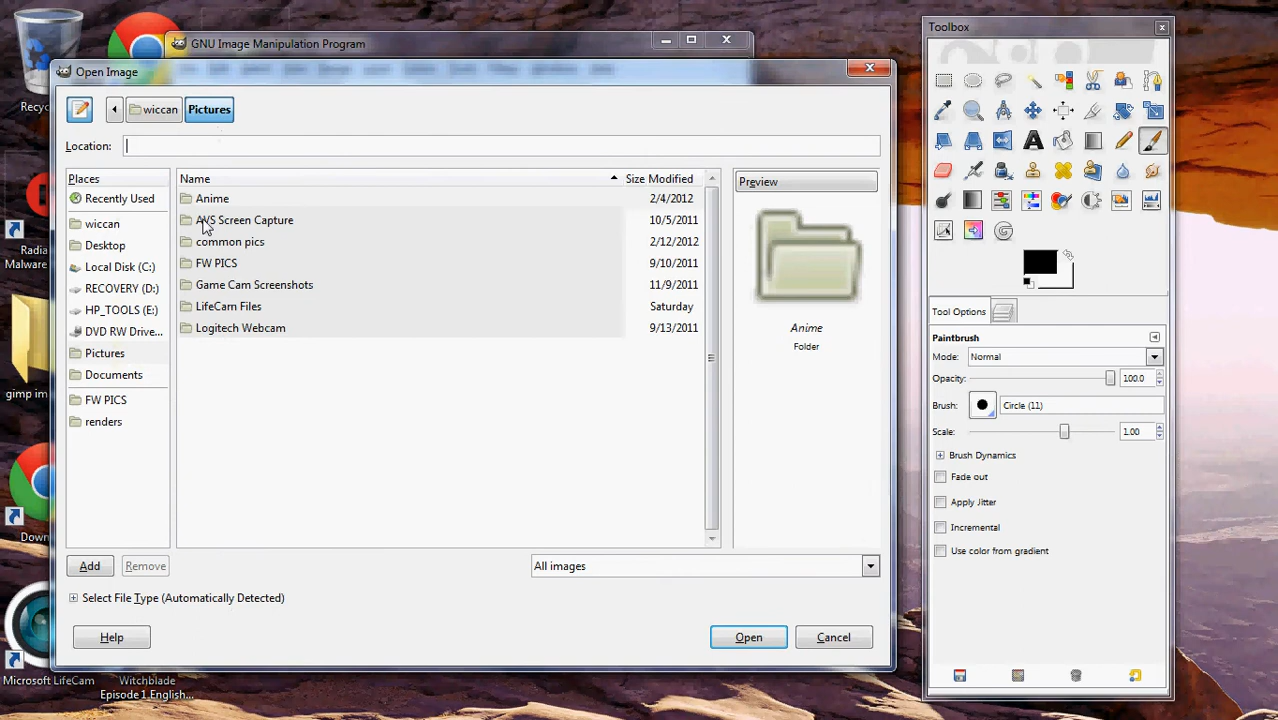 GNU Image Manipulation Program
Toolbox
Open Image
wiccan
Pictures
Location:
Places
Recently Used
wiccan
Desktop
Local Disk (C:)
RECOVERY (D:)
HP_TOOLS (E:)
DVD RW Drive...
Pictures
Documents
FW PICS
renders
Name
Size Modified
Anime
2/4/2012
AVS Screen Capture
10/5/2011
common pics
2/12/2012
FW PICS
9/10/2011
Game Cam Screenshots
11/9/2011
LifeCam Files
Saturday
Logitech Webcam
9/13/2011
Preview
Anime
Folder
Add
Remove
All images
Select File Type (Automatically Detected)
Help
Open
Cancel
Tool Options
Paintbrush
Mode:
Normal
Opacity:
100.0
Brush:
Circle (11)
Scale:
1.00
Brush Dynamics
Fade out
Apply Jitter
Incremental
Use color from gradient
Recyc
Radia
Malware
gimp im
Down
Microsoft LifeCam
Witchblade
Episode 1 English...